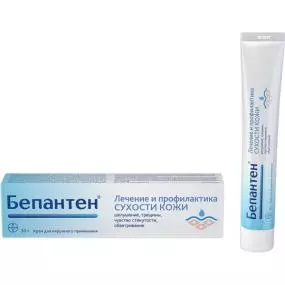 Бепантен®
Лечение и профилактика
СУХОСТИ КОЖИ
шелушение, трещины,
чувство стянутости,
обветривание
30 г крем для наружного применения
Бепантен®
Лечение и профилактика
СУХОСТИ КОЖИ